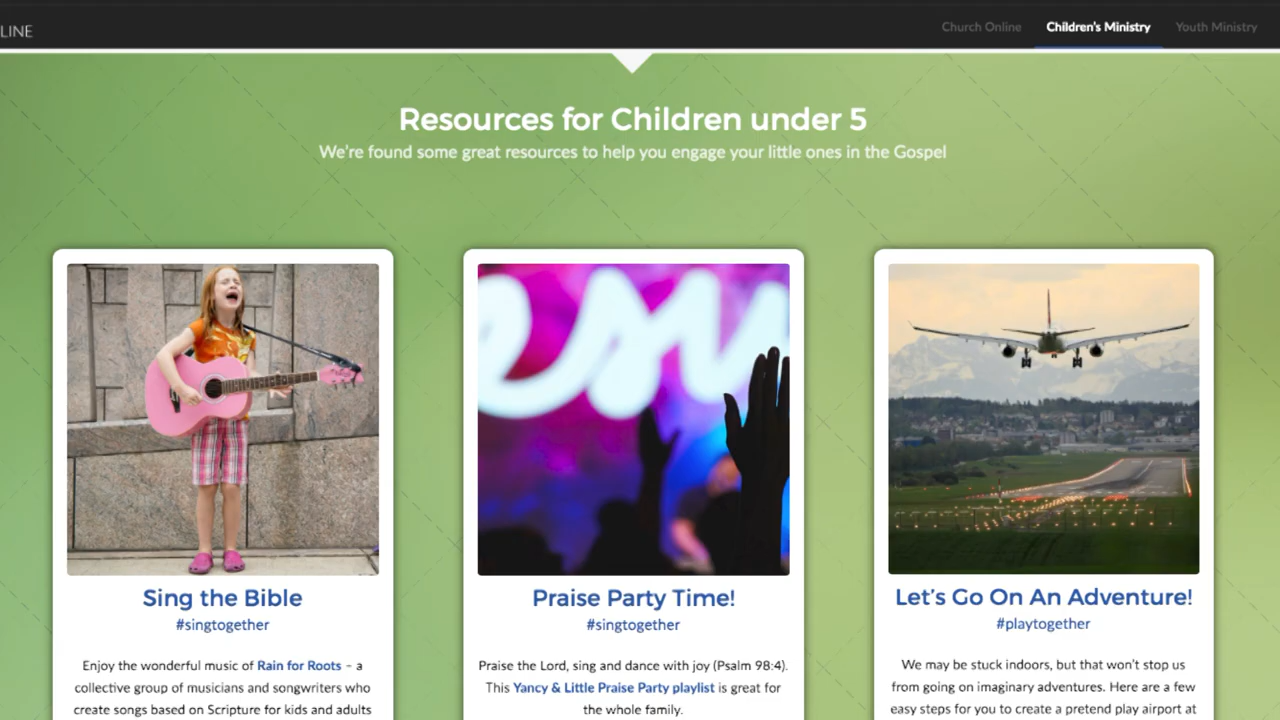 LINE
Church Online
Children's Ministry
Youth Ministry
Resources for Children under 5
We're found some great resources to help you engage your little ones in the Gospel
esu
Sing the Bible
#singtogether
Enjoy the wonderful music of Rain for Roots – a
collective group of musicians and songwriters who
create songs based on Scripture for kids and adults
Praise Party Time!
#singtogether
Praise the Lord, sing and dance with joy (Psalm 98:4).
This Yancy & Little Praise Party playlist is great for
the whole family.
Let's Go On An Adventure!
#playtogether
We may be stuck indoors, but that won't stop us
from going on imaginary adventures. Here are a few
easy steps for you to create a pretend play airport at